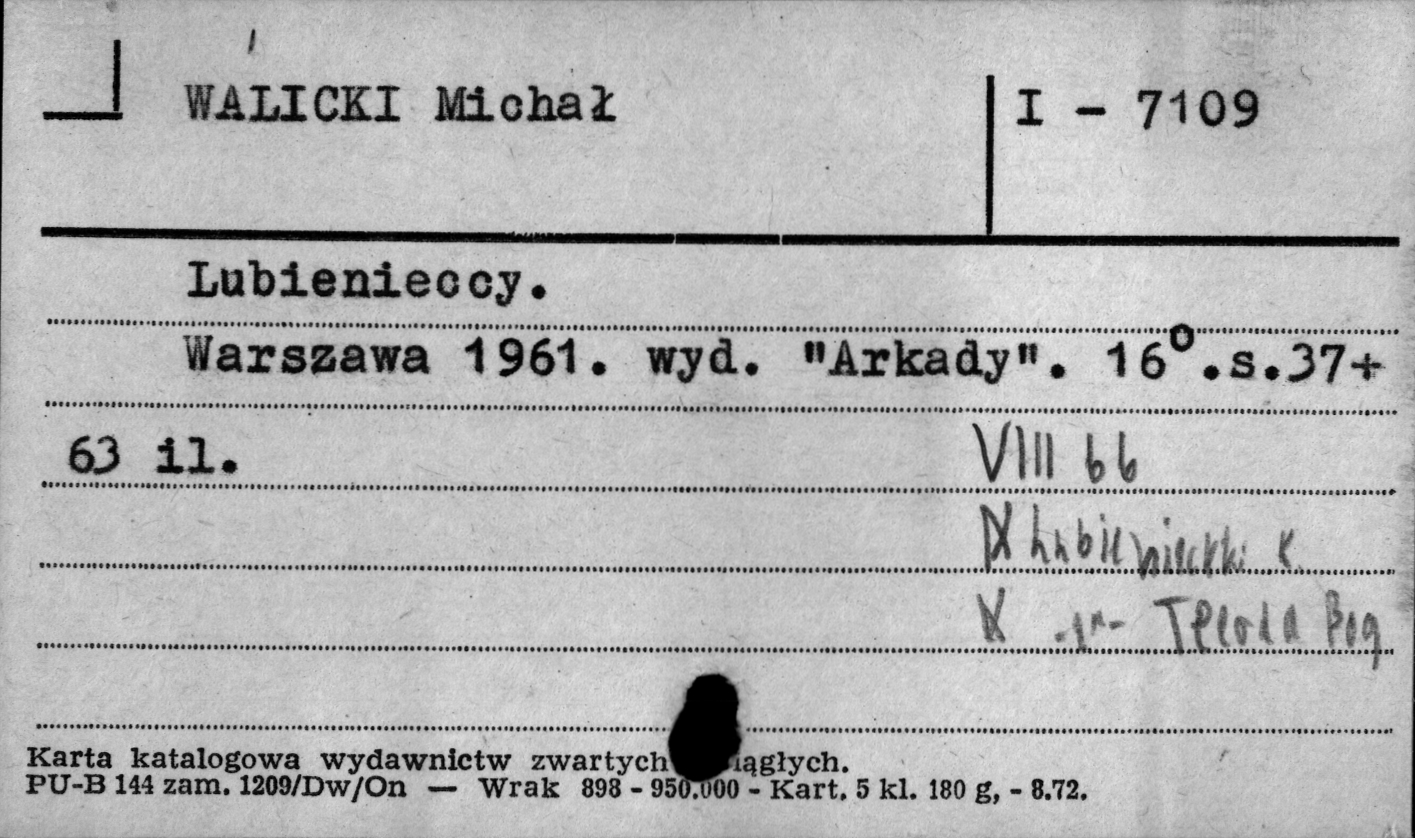 WALICKI Michał
I - 7109
Lubienieccy.
Warszawa 1961. wyd. "Arkady". 16⁰.s.37+
63 il.
VIII 66
K.
Karta katalogowa wydawnictw zwartych iągłych.
PU-B 144 zam. 1209/Dw/On — Wrak 898 - 950.000 - Kart. 5 kl. 180 g, - 8.72.